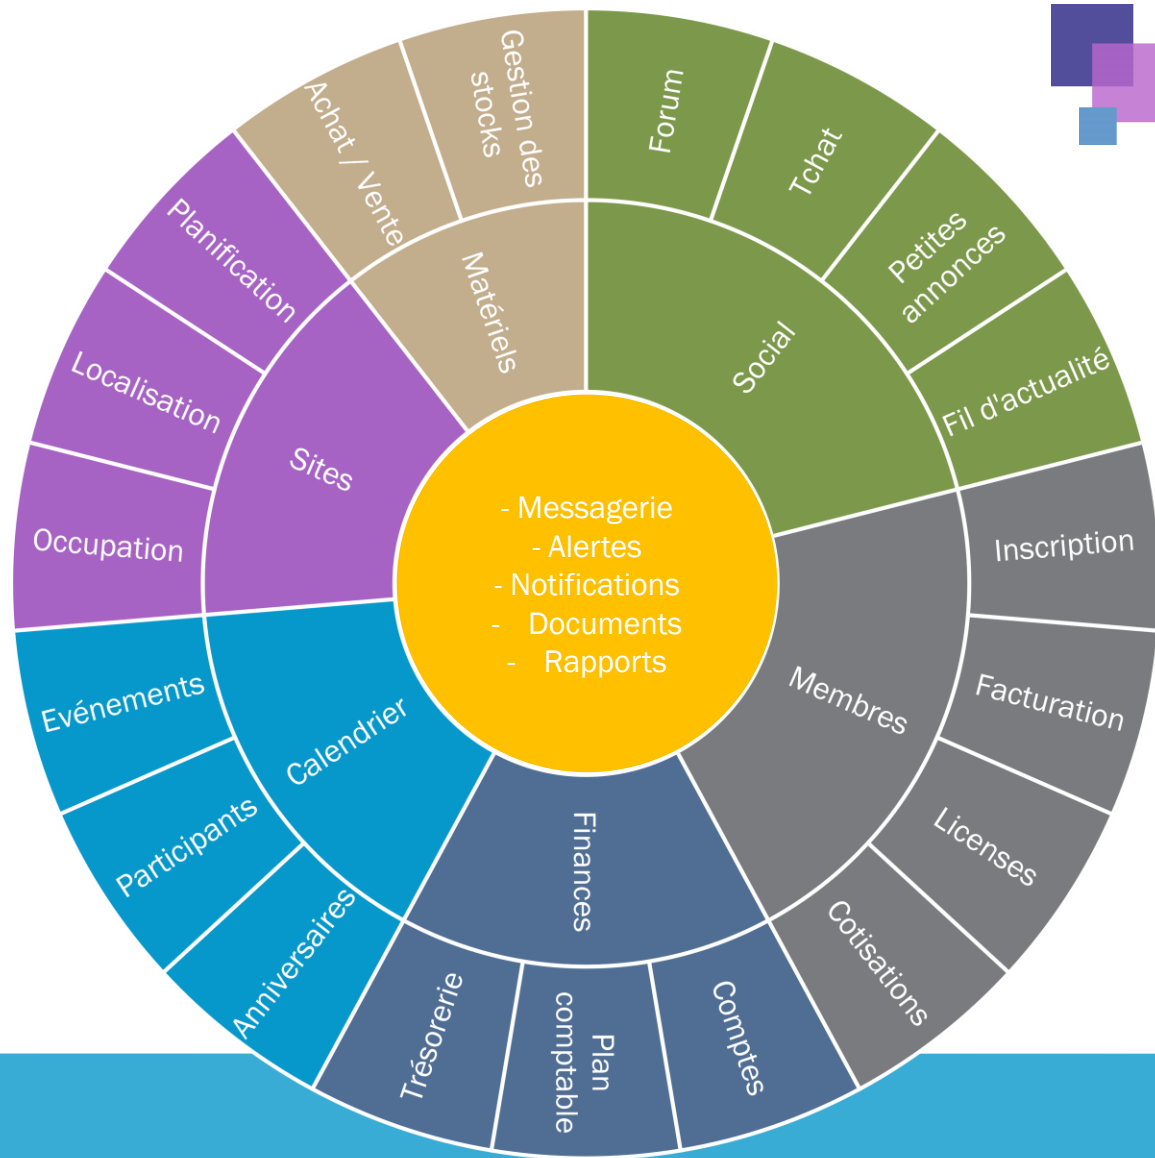 - Messagerie
- Alertes
- Notifications
- Documents
- Rapports
Social
Forum
Tchat
Petites
annonces
Fil d'actualité
Membres
Inscription
Facturation
Licenses
Cotisations
Finances
Comptes
Plan
comptable
Trésorerie
Calendrier
Anniversaires
Participants
Evénements
Sites
Occupation
Localisation
Planification
Matériels
Achat / Vente
Gestion des
stocks